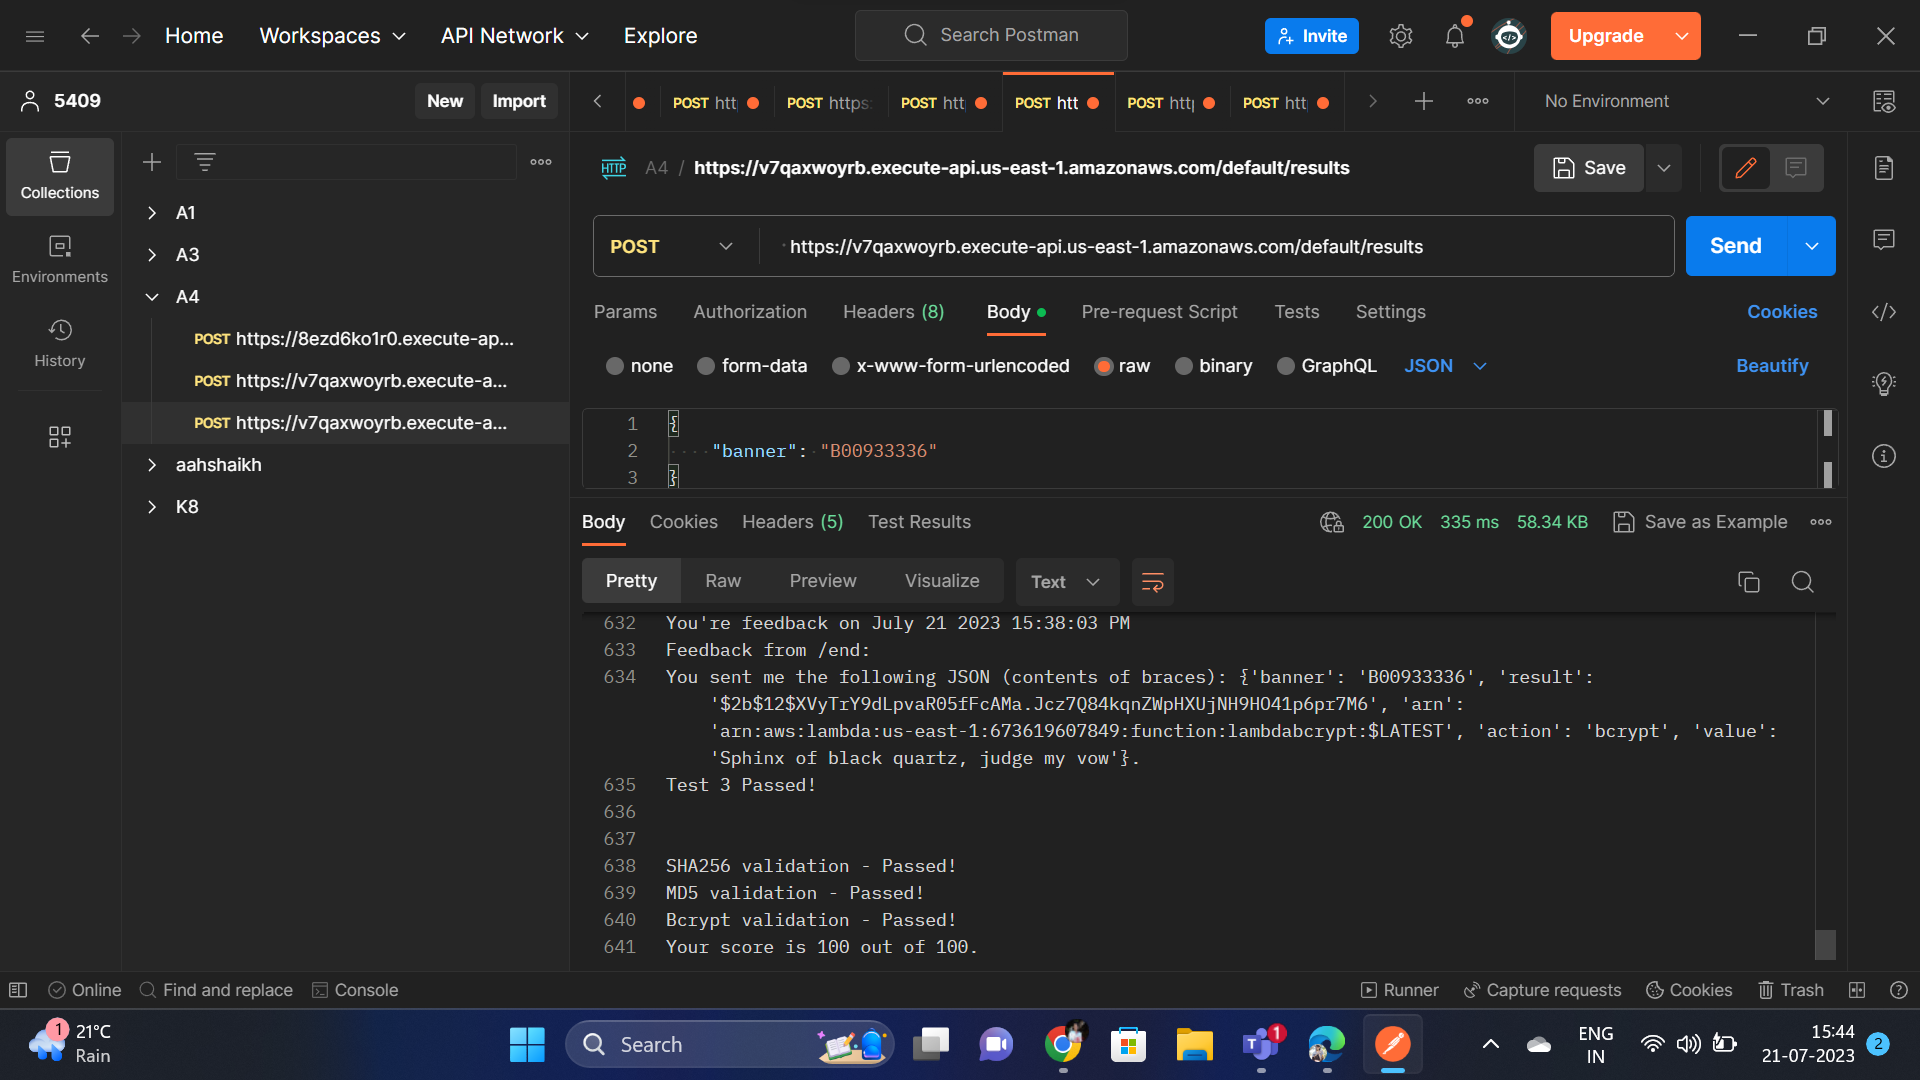 Home
Workspaces
API Network
Explore
Search Postman
Invite
Upgrade
5409
New
Import
POST htt
POST https:
POST htt
POST htt
POST htt
POST htt
No Environment
Collections
Environments
History
A1
A3
A4
POST https://8ezd6ko1r0.execute-ap...
POST https://v7qaxwoyrb.execute-a...
POST https://v7qaxwoyrb.execute-a...
aahshaikh
K8
HTTP A4 / https://v7qaxwoyrb.execute-api.us-east-1.amazonaws.com/default/results
Save
POST
https://v7qaxwoyrb.execute-api.us-east-1.amazonaws.com/default/results
Send
Params Authorization Headers (8) Body Pre-request Script Tests Settings Cookies
none form-data x-www-form-urlencoded raw binary GraphQL JSON Beautify
1 {
2 "banner": "B00933336"
3 }
Body Cookies Headers (5) Test Results 200 OK 335 ms 58.34 KB Save as Example
Pretty Raw Preview Visualize Text
632 You're feedback on July 21 2023 15:38:03 PM
633 Feedback from /end:
634 You sent me the following JSON (contents of braces): {'banner': 'B00933336', 'result':
'$2b$12$XVyTrY9dLpvaR05fFcAMa.Jcz7Q84kqnZWpHXUjNH9HO41p6pr7M6', 'arn':
'arn:aws:lambda:us-east-1:673619607849:function:lambdabcrypt:$LATEST', 'action': 'bcrypt', 'value':
'Sphinx of black quartz, judge my vow'}.
635 Test 3 Passed!
636
637
638 SHA256 validation - Passed!
639 MD5 validation - Passed!
640 Bcrypt validation - Passed!
641 Your score is 100 out of 100.
Online Find and replace Console Runner Capture requests Cookies Trash
1
21°C
Rain
Search
1
ENG
IN
15:44
21-07-2023
2